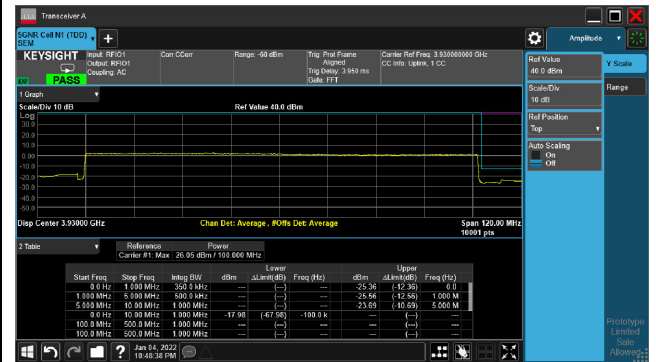 Transceiver A
5GNR Cell N1 (TDD)
SEM
Amplitude
KEYSIGHT
PASS
Input: RFIO1
Output: RFIO1
Coupling: AC
Corr CCorr
Range: -60 dBm
Trig: Prot Frame
Aligned
Trig Delay: 3.950 ms
Gate: FFT
Carrier Ref Freq: 3.930000000 GHz
CC Info: Uplink, 1 CC
Ref Value
40.0 dBm
Scale/Div
10 dB
Ref Position
Top
Auto Scaling
On
Off
Y Scale
Range
1 Graph
Scale/Div 10 dB
Ref Value 40.0 dBm
Log
30.0
20.0
10.0
0.00
-10.0
-20.0
-30.0
-40.0
-50.0
Disp Center 3.93000 GHz
Chan Det: Average , #Offs Det: Average
Span 120.00 MHz
10001 pts
2 Table
Reference Power
Carrier #1: Max 26.05 dBm / 100.000 MHz
Lower Upper
Start Freq Stop Freq Integ BW dBm ΔLimit(dB) Freq (Hz) dBm ΔLimit(dB) Freq (Hz)
0.0 Hz 1.000 MHz 350.0 kHz --- (---) --- -25.36 (-12.36) 0.0
1.000 MHz 5.000 MHz 500.0 kHz --- (---) --- -25.56 (-12.56) 1.000 M
5.000 MHz 10.00 MHz 1.000 MHz --- (---) --- -23.69 (-10.69) 5.000 M
0.0 Hz 10.00 MHz 1.000 MHz -17.98 (-67.98) -100.0 k --- (---) ---
100.0 MHz 500.0 MHz 1.000 MHz --- (---) --- --- (---) ---
100.0 MHz 500.0 MHz 1.000 MHz --- (---) --- --- (---) ---
Jan 04, 2022
10:48:38 PM
Prototype
Limited
Sale
Allowed